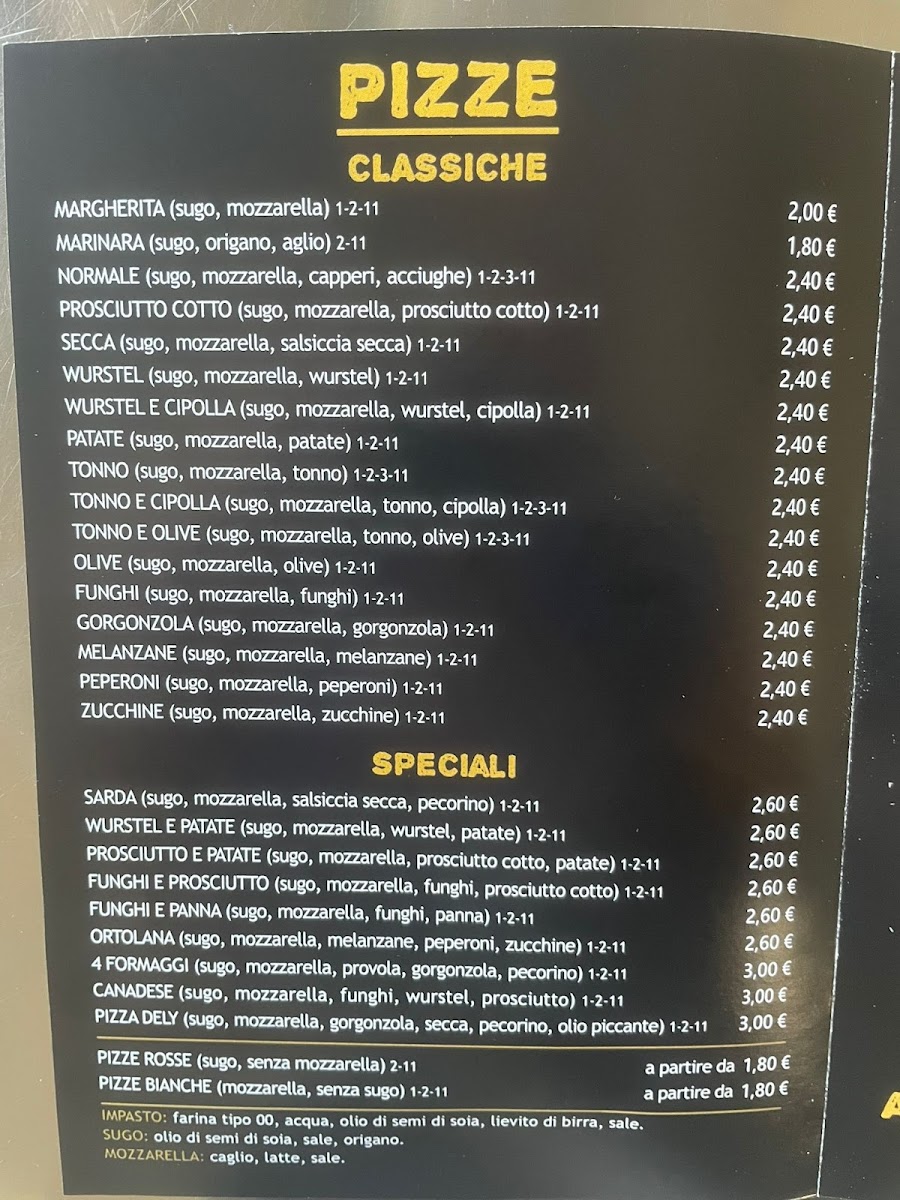 PIZZE
CLASSICHE
MARGHERITA (sugo, mozzarella) 1-2-11 2,00 €
MARINARA (sugo, origano, aglio) 2-11 1,80 €
NORMALE (sugo, mozzarella, capperi, acciughe) 1-2-3-11 2,40 €
PROSCIUTTO COTTO (sugo, mozzarella, prosciutto cotto) 1-2-11 2,40 €
SECCA (sugo, mozzarella, salsiccia secca) 1-2-11 2,40 €
WURSTEL (sugo, mozzarella, wurstel) 1-2-11 2,40 €
WURSTEL E CIPOLLA (sugo, mozzarella, wurstel, cipolla) 1-2-11 2,40 €
PATATE (sugo, mozzarella, patate) 1-2-11 2,40 €
TONNO (sugo, mozzarella, tonno) 1-2-3-11 2,40 €
TONNO E CIPOLLA (sugo, mozzarella, tonno, cipolla) 1-2-3-11 2,40 €
TONNO E OLIVE (sugo, mozzarella, tonno, olive) 1-2-3-11 2,40 €
OLIVE (sugo, mozzarella, olive) 1-2-11 2,40 €
FUNGHI (sugo, mozzarella, funghi) 1-2-11 2,40 €
GORGONZOLA (sugo, mozzarella, gorgonzola) 1-2-11 2,40 €
MELANZANE (sugo, mozzarella, melanzane) 1-2-11 2,40 €
PEPERONI (sugo, mozzarella, peperoni) 1-2-11 2,40 €
ZUCCHINE (sugo, mozzarella, zucchine) 1-2-11 2,40 €
SPECIALI
SARDA (sugo, mozzarella, salsiccia secca, pecorino) 1-2-11 2,60 €
WURSTEL E PATATE (sugo, mozzarella, wurstel, patate) 1-2-11 2,60 €
PROSCIUTTO E PATATE (sugo, mozzarella, prosciutto cotto, patate) 1-2-11 2,60 €
FUNGHI E PROSCIUTTO (sugo, mozzarella, funghi, prosciutto cotto) 1-2-11 2,60 €
FUNGHI E PANNA (sugo, mozzarella, funghi, panna) 1-2-11 2,60 €
ORTOLANA (sugo, mozzarella, melanzane, peperoni, zucchine) 1-2-11 2,60 €
4 FORMAGGI (sugo, mozzarella, provola, gorgonzola, pecorino) 1-2-11 3,00 €
CANADESE (sugo, mozzarella, funghi, wurstel, prosciutto) 1-2-11 3,00 €
PIZZA DELY (sugo, mozzarella, gorgonzola, secca, pecorino, olio piccante) 1-2-11 3,00 €
PIZZE ROSSE (sugo, senza mozzarella) 2-11 a partire da 1,80 €
PIZZE BIANCHE (mozzarella, senza sugo) 1-2-11 a partire da 1,80 €
IMPASTO: farina tipo 00, acqua, olio di semi di soia, lievito di birra, sale.
SUGO: olio di semi di soia, sale, origano.
MOZZARELLA: caglio, latte, sale.
A